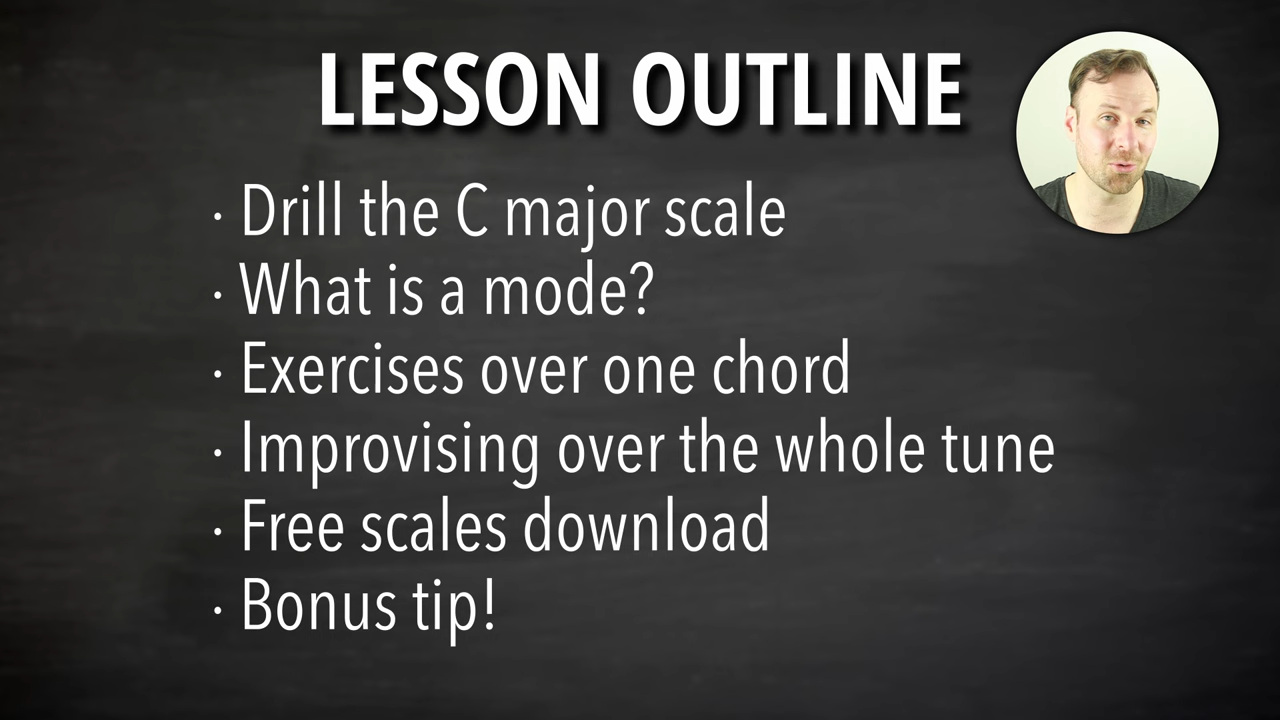 LESSON OUTLINE
· Drill the C major scale
· What is a mode?
· Exercises over one chord
· Improvising over the whole tune
· Free scales download
· Bonus tip!